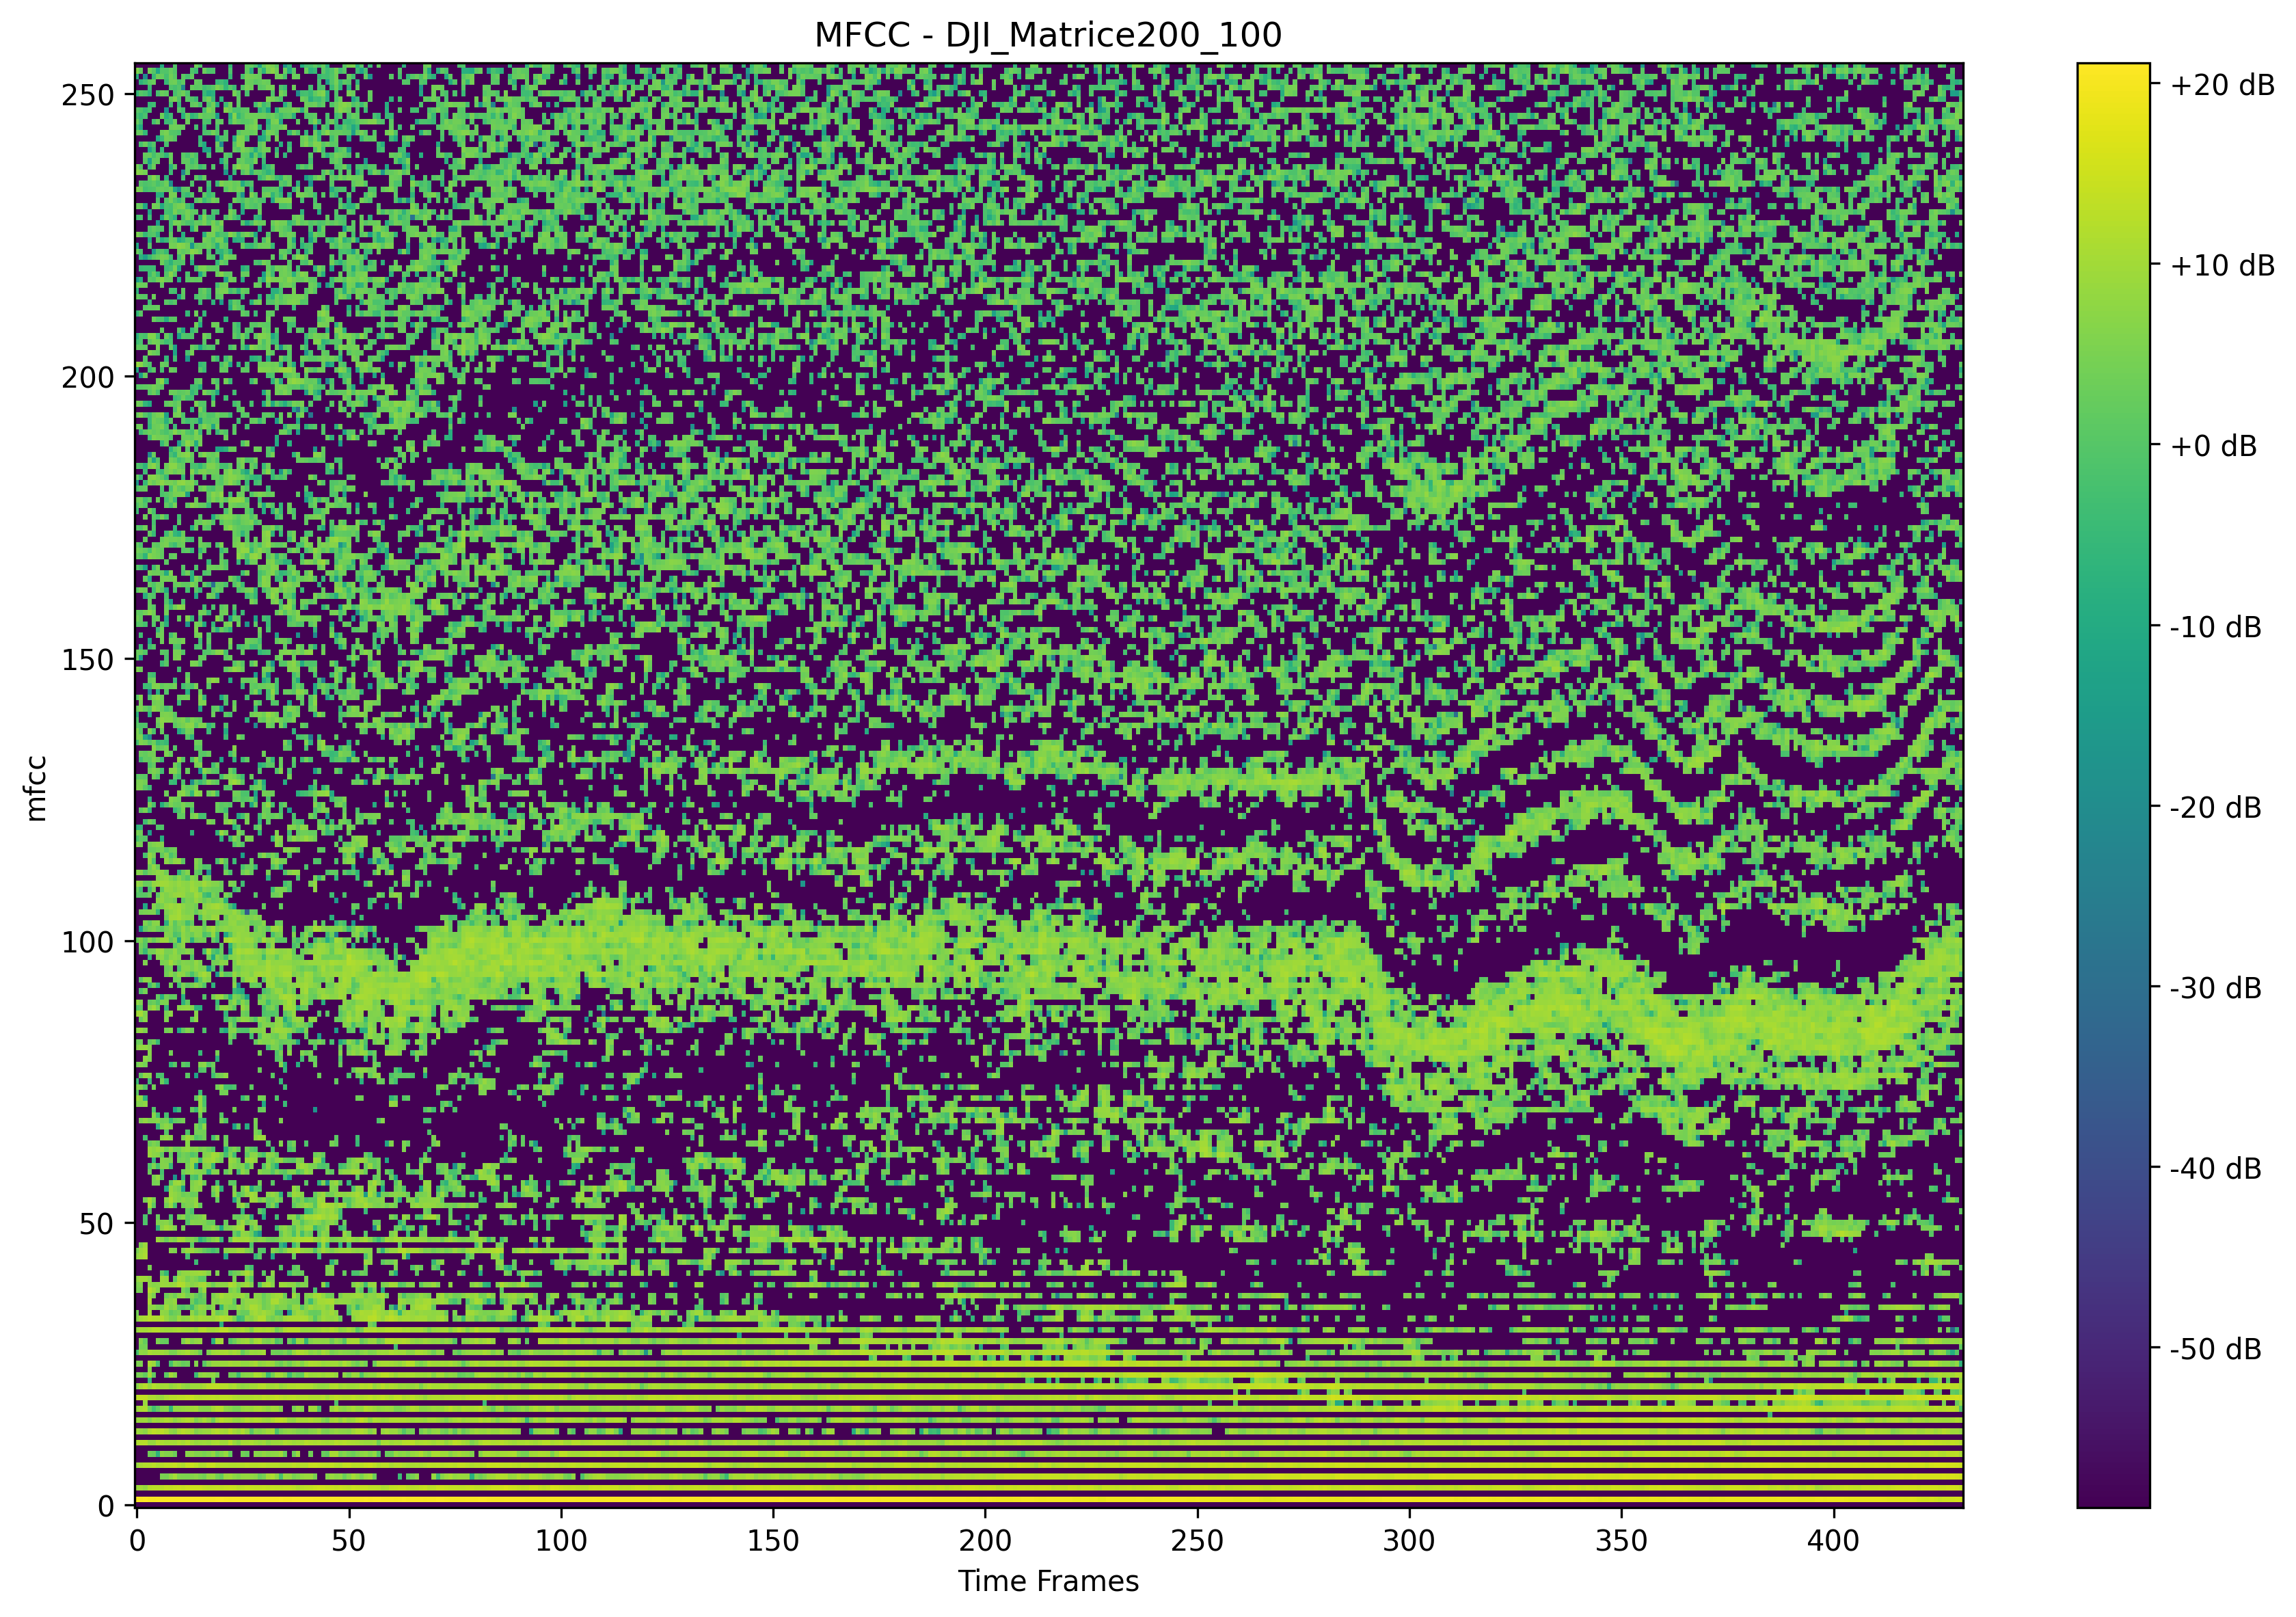 MFCC - DJI_Matrice200_100
mfcc
250
200
150
100
50
0
0 50 100 150 200 250 300 350 400
Time Frames
+20 dB
+10 dB
+0 dB
-10 dB
-20 dB
-30 dB
-40 dB
-50 dB